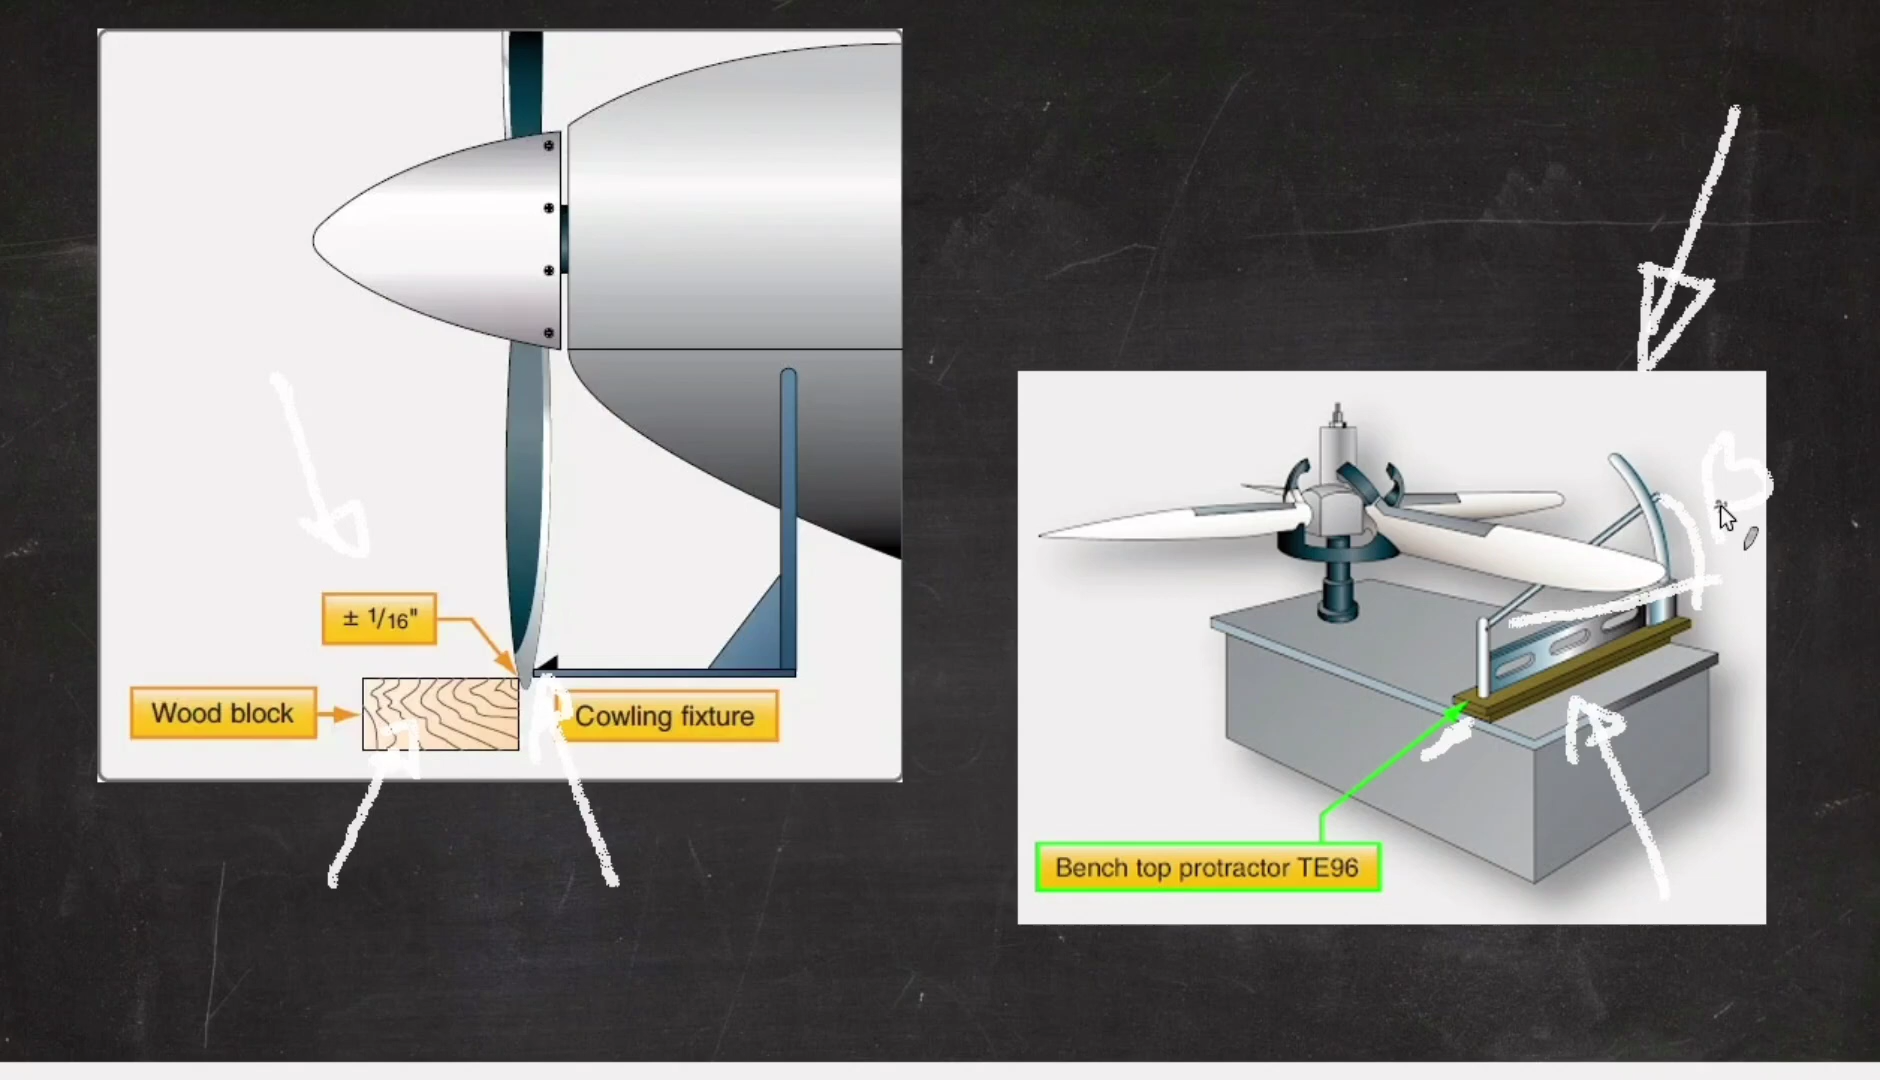 ± 1/16"
Wood block
Cowling fixture
B
Bench top protractor TE96